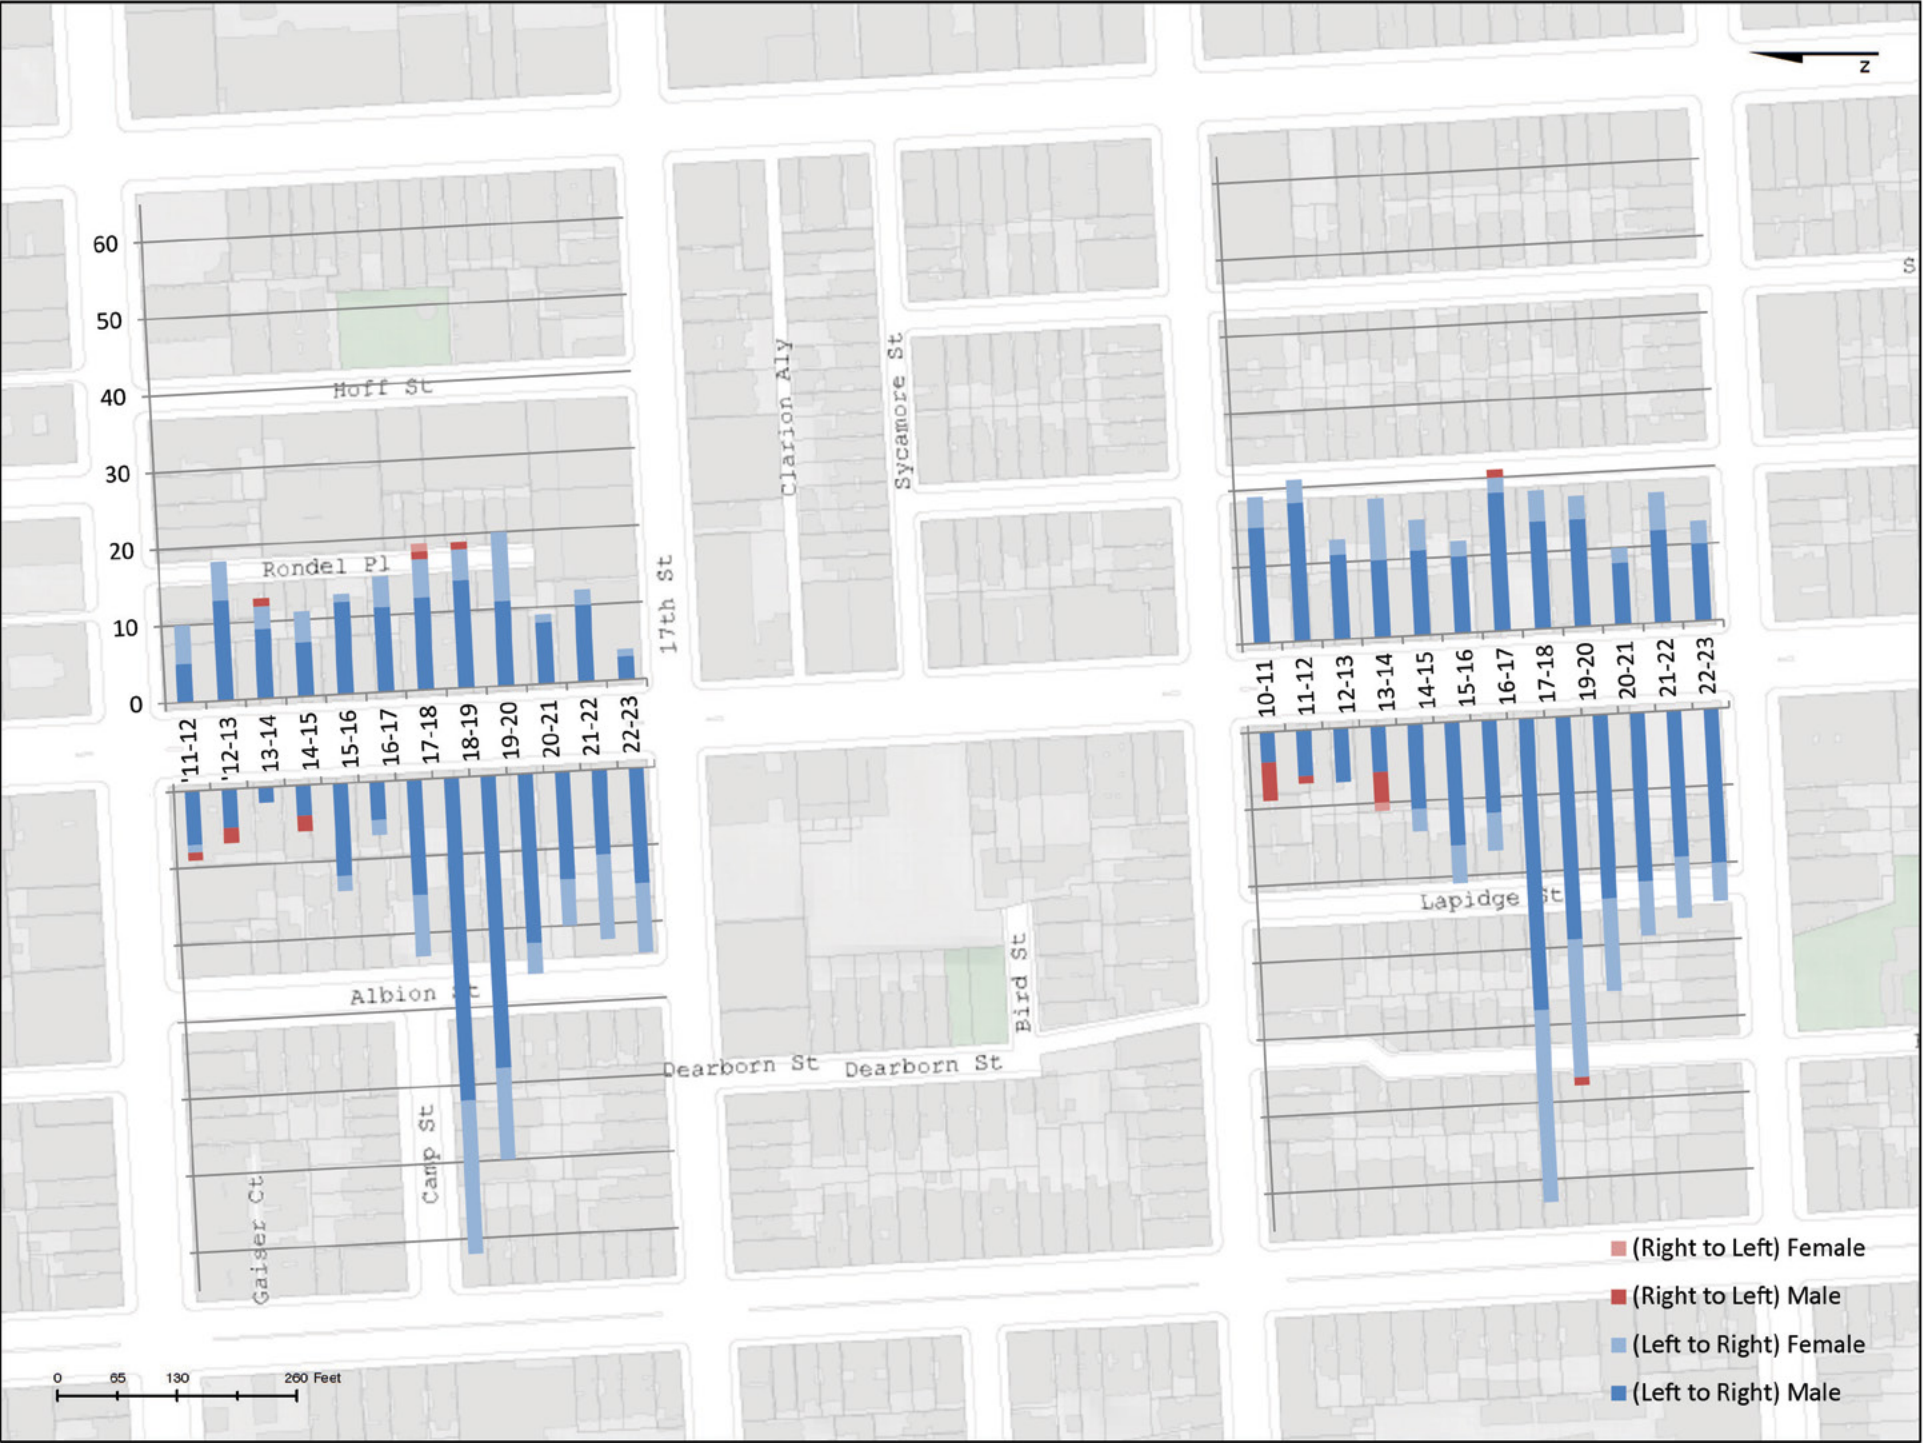 z
S
60
50
40
30
20
10
0
Hoff St
Rondel Pl
Clarion Aly
Sycamore St
17th St
'11-12
'12-13
13-14
14-15
15-16
16-17
17-18
18-19
19-20
20-21
21-22
22-23
10-11
11-12
12-13
13-14
14-15
15-16
16-17
17-18
19-20
20-21
21-22
22-23
Lapidge St
Albion St
Bird St
Dearborn St
Dearborn St
Camp St
Gaiser Ct
(Right to Left) Female
(Right to Left) Male
(Left to Right) Female
(Left to Right) Male
0 65 130 260 Feet